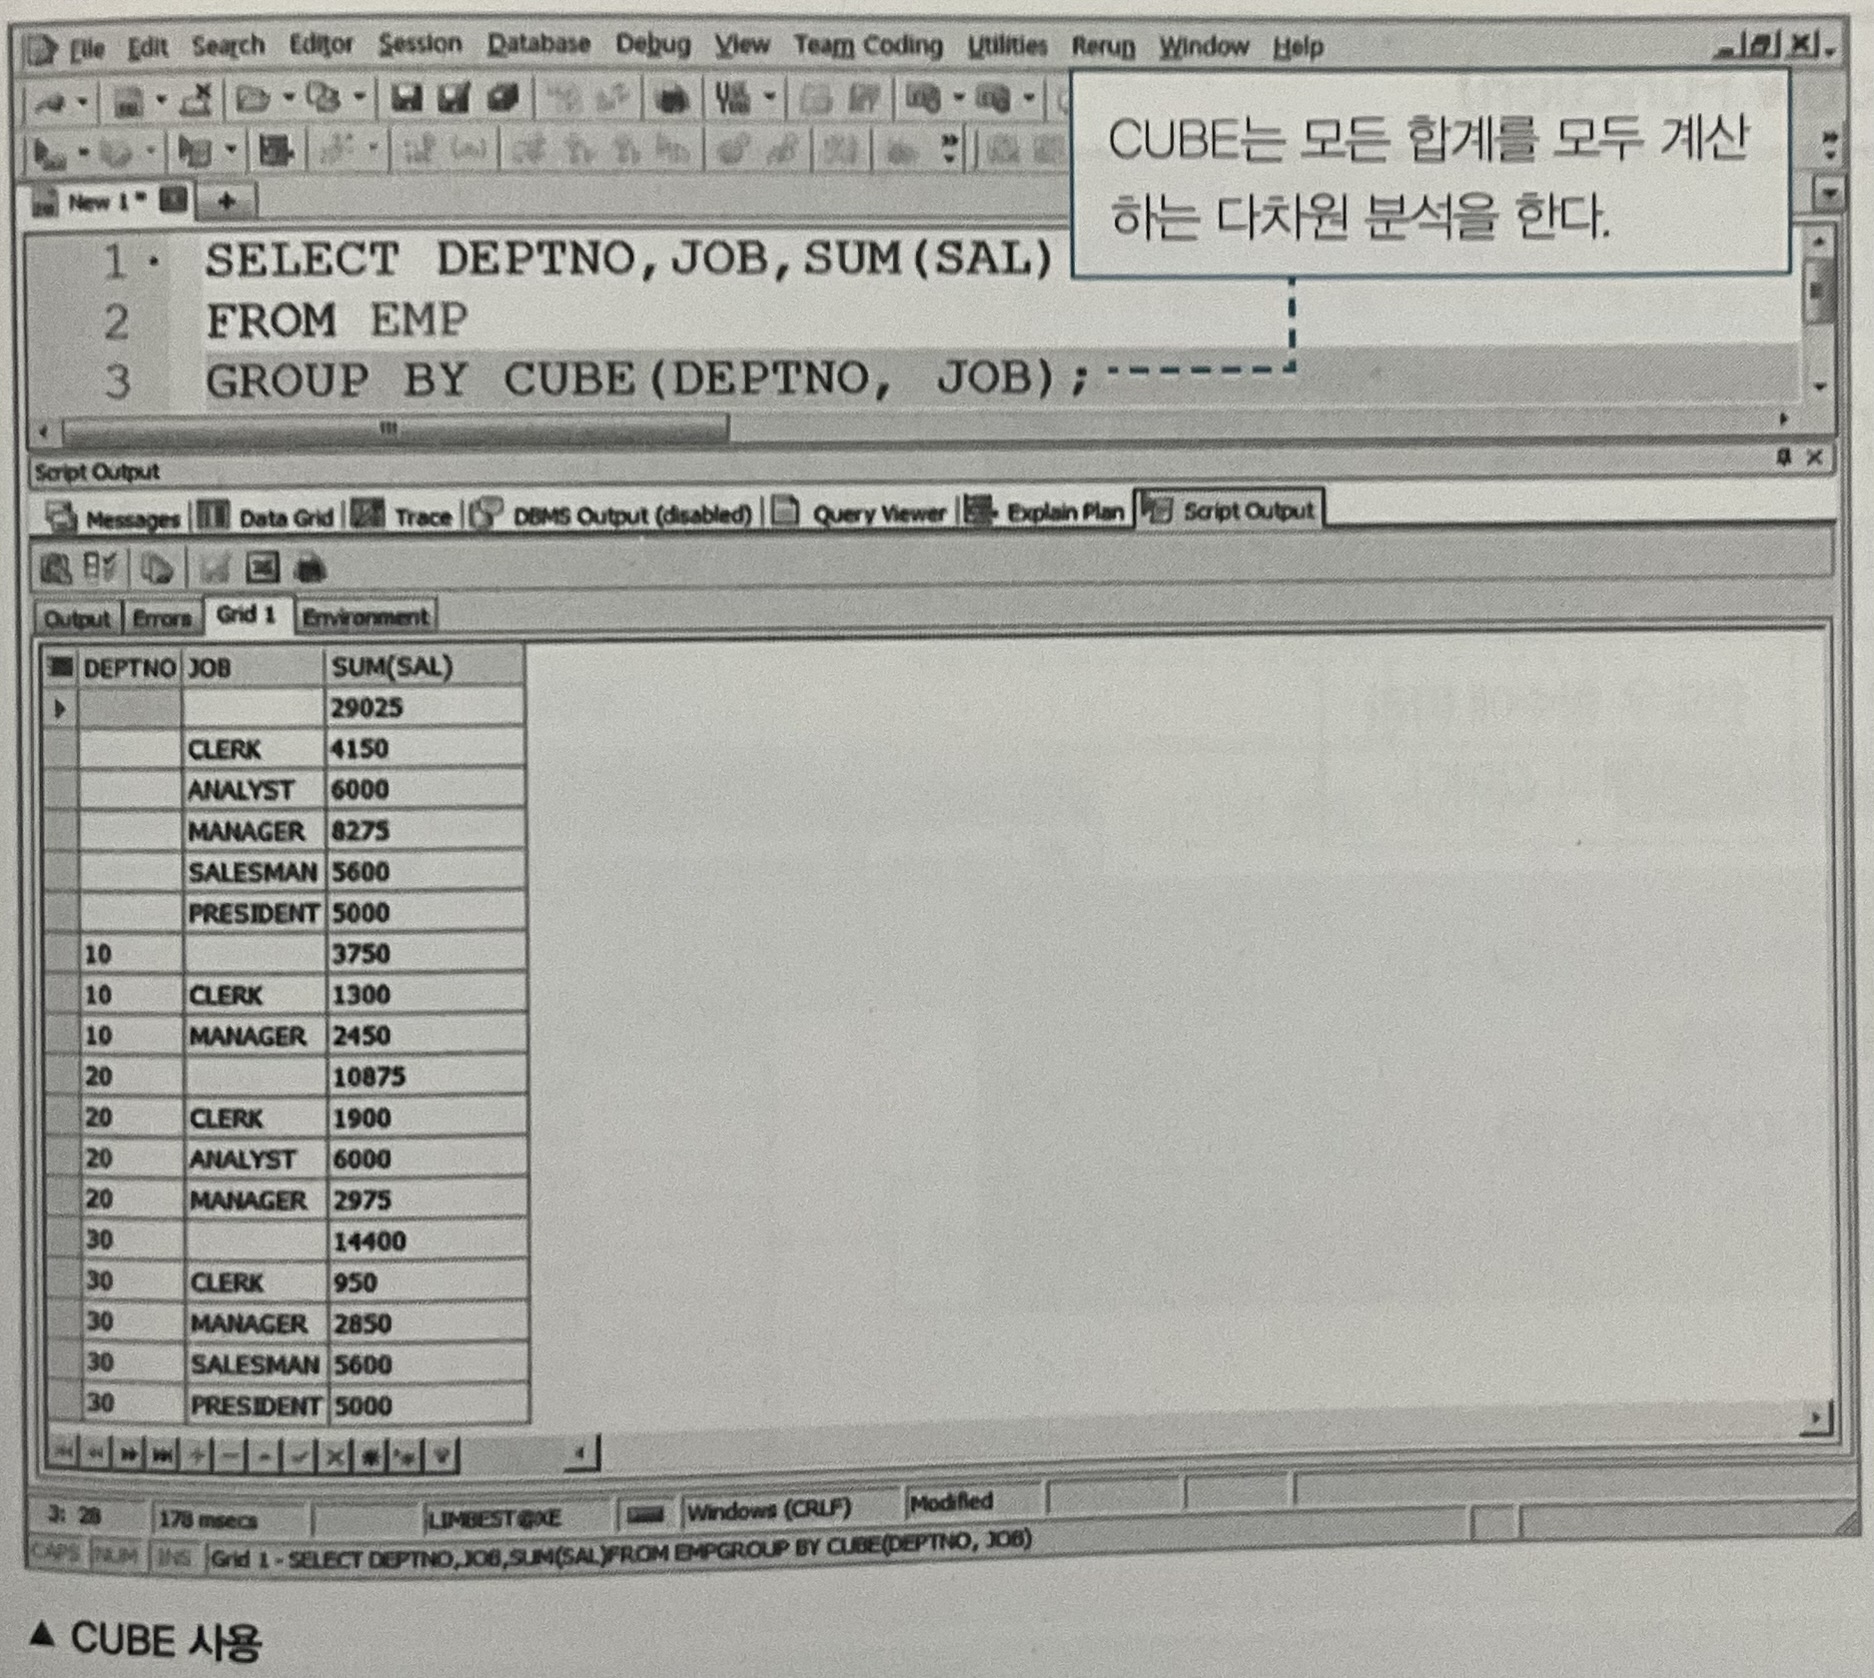 File Edit Search Editor Session Database Debug View Team Coding Utilities Rerun Window Help
CUBE는 모든 합계를 모두 계산
하는 다차원 분석을 한다.
New 1 *
1 SELECT DEPTNO,JOB,SUM(SAL)
2 FROM EMP
3 GROUP BY CUBE(DEPTNO, JOB);
Script Output
Messages Data Grid Trace DBMS Output (disabled) Query Viewer Explain Plan Script Output
Output Errors Grid 1 Environment
DEPTNO JOB SUM(SAL)
29025
CLERK 4150
ANALYST 6000
MANAGER 8275
SALESMAN 5600
PRESIDENT 5000
10 3750
10 CLERK 1300
10 MANAGER 2450
20 10875
20 CLERK 1900
20 ANALYST 6000
20 MANAGER 2975
30 14400
30 CLERK 950
30 MANAGER 2850
30 SALESMAN 5600
30 PRESIDENT 5000
3: 28 178 msecs LIMBEST@XE Windows (CRLF) Modified
CAPS NUM INS Grid 1 - SELECT DEPTNO,JOB,SUM(SAL)FROM EMPGROUP BY CUBE(DEPTNO, JOB)
▲ CUBE 사용